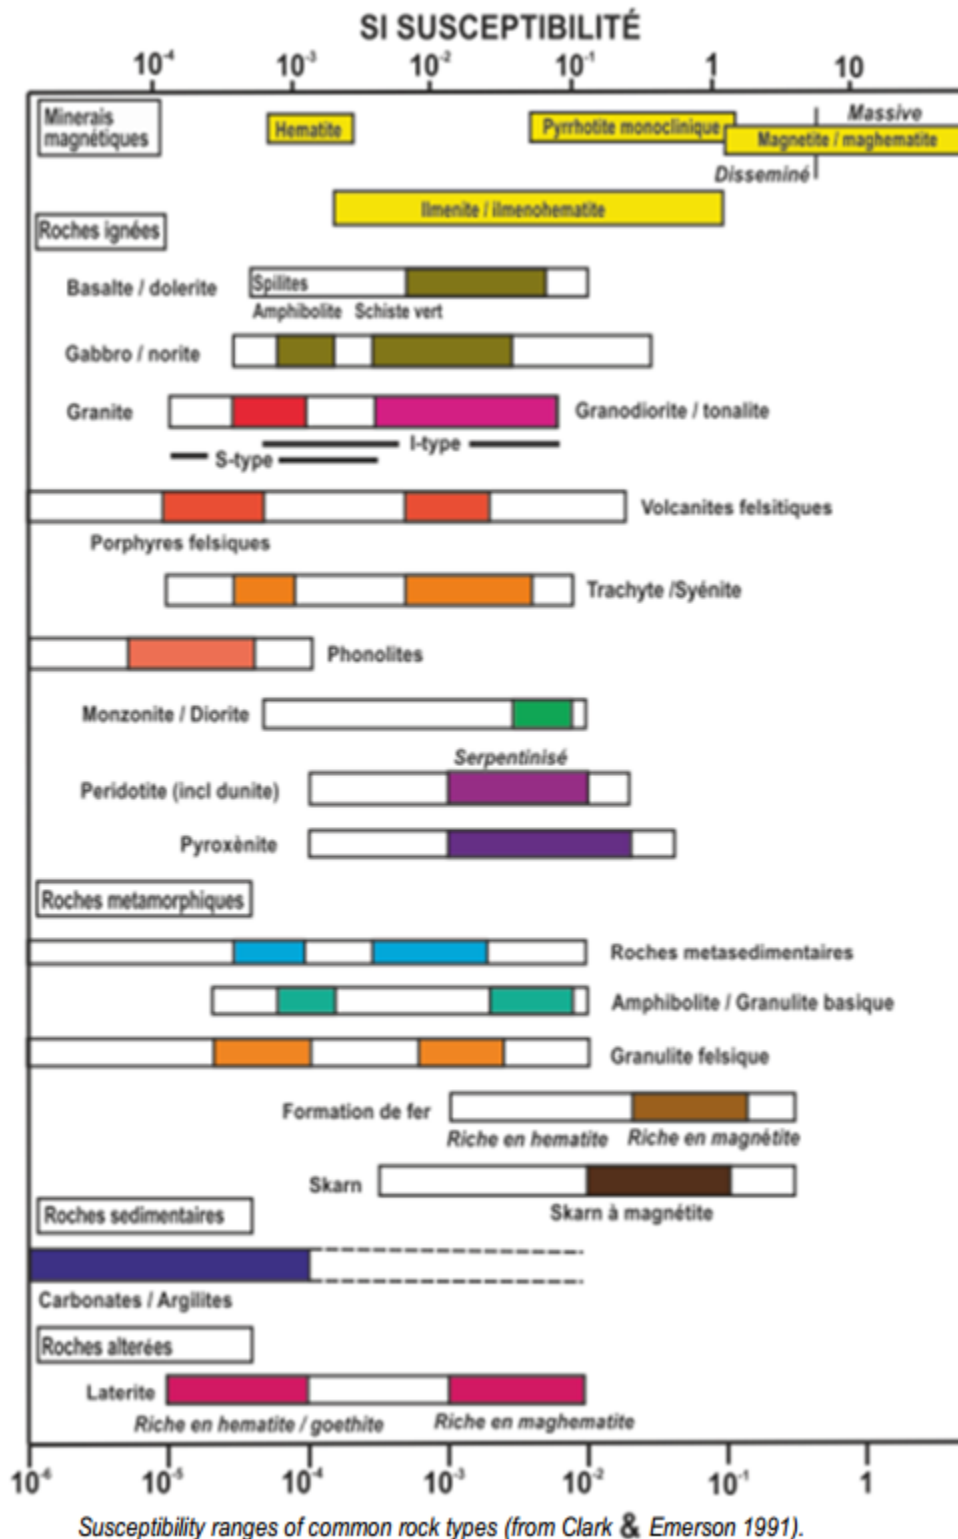 SI SUSCEPTIBILITÉ
10⁻⁴ 10⁻³ 10⁻² 10⁻¹ 1 10
Minerais
magnétiques
Hematite
Pyrrhotite monoclinique
Massive
Magnetite / maghematite
Disseminé
Ilmenite / ilmenohematite
Roches ignées
Basalte / dolerite
Spilites
Amphibolite Schiste vert
Gabbro / norite
Granite
Granodiorite / tonalite
I-type
S-type
Volcanites felsitiques
Porphyres felsiques
Trachyte /Syénite
Phonolites
Monzonite / Diorite
Serpentinisé
Peridotite (incl dunite)
Pyroxènite
Roches metamorphiques
Roches metasedimentaires
Amphibolite / Granulite basique
Granulite felsique
Formation de fer
Riche en hematite Riche en magnétite
Skarn
Skarn à magnétite
Roches sedimentaires
Carbonates / Argilites
Roches alterées
Laterite
Riche en hematite / goethite Riche en maghematite
10⁻⁶ 10⁻⁵ 10⁻⁴ 10⁻³ 10⁻² 10⁻¹ 1
Susceptibility ranges of common rock types (from Clark & Emerson 1991).